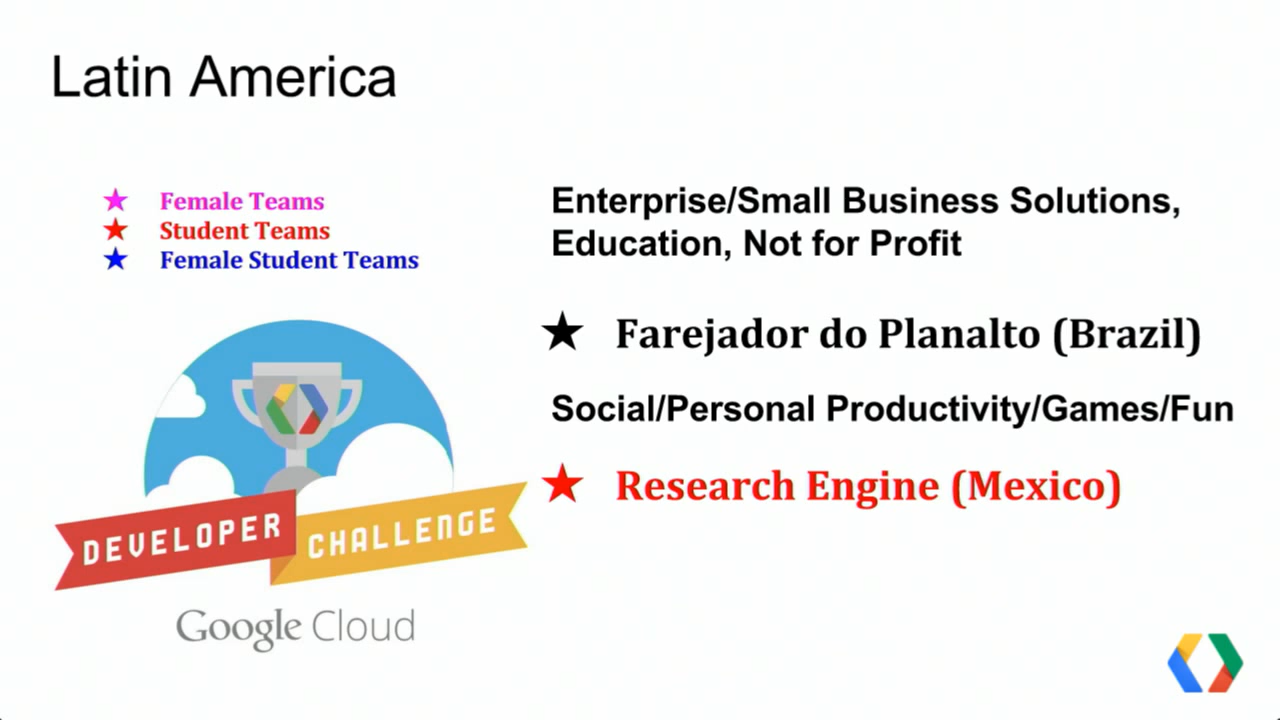 Latin America
★ Female Teams
★ Student Teams
★ Female Student Teams
DEVELOPER CHALLENGE
Google Cloud
Enterprise/Small Business Solutions,
Education, Not for Profit
★ Farejador do Planalto (Brazil)
Social/Personal Productivity/Games/Fun
★ Research Engine (Mexico)